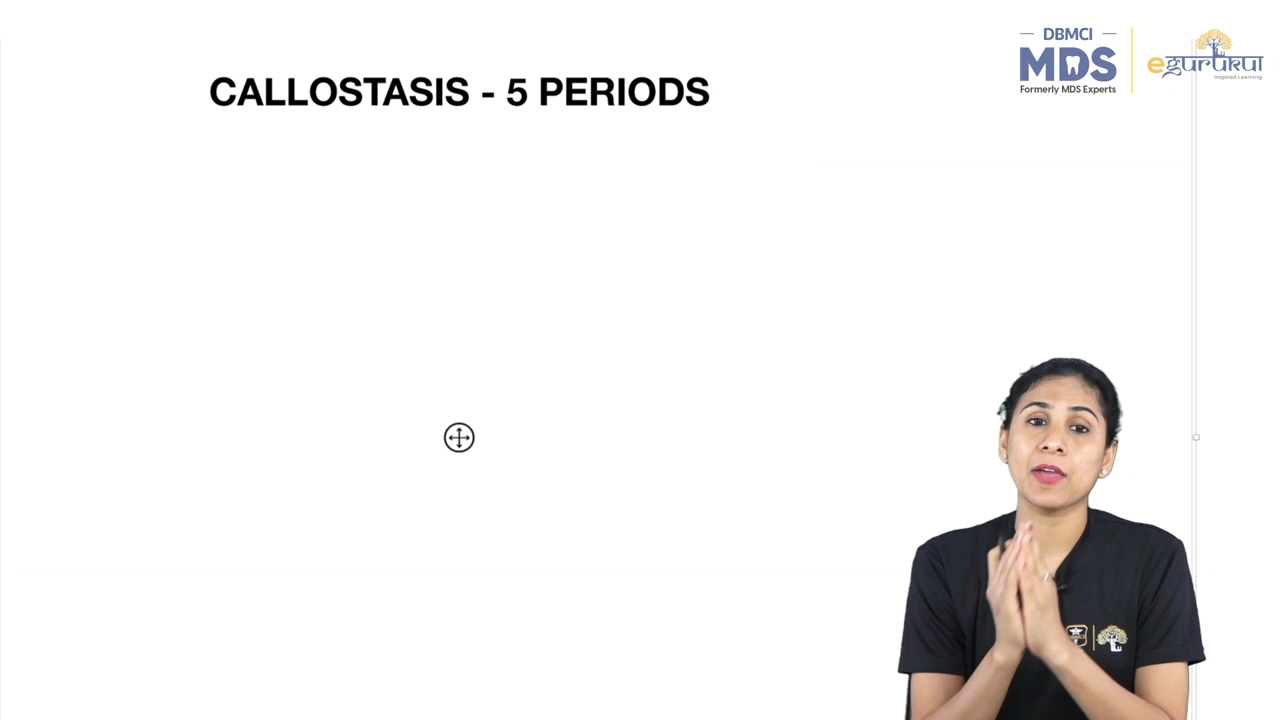 DBMCI
MDS
Formerly MDS Experts
egurukul
Inspired Learning
CALLOSTASIS - 5 PERIODS